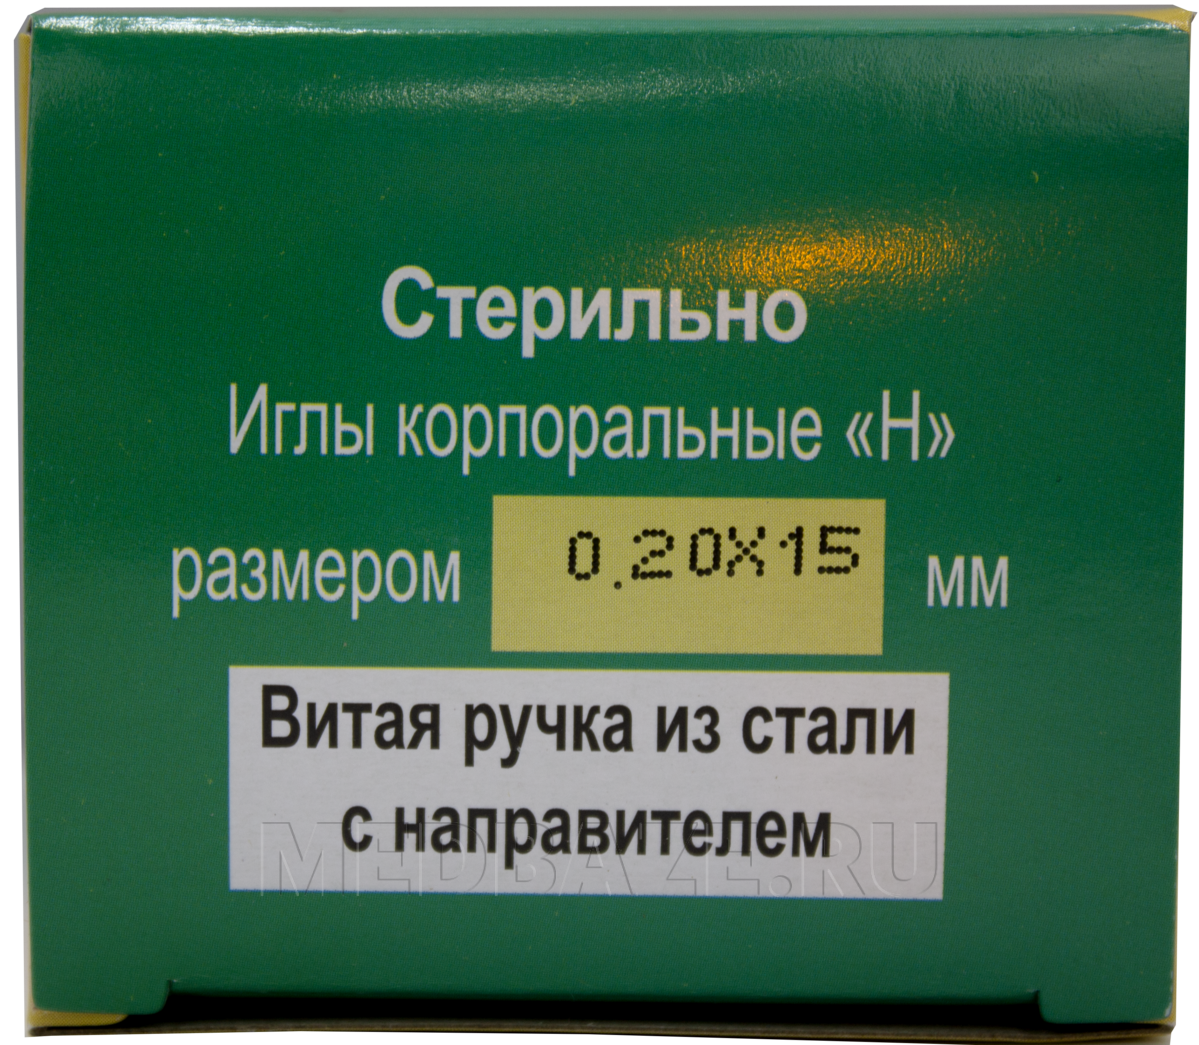 Стерильно
Иглы корпоральные «Н»
размером 0.20X15 мм
Витая ручка из стали
с направителем
MEDBAZE.RU